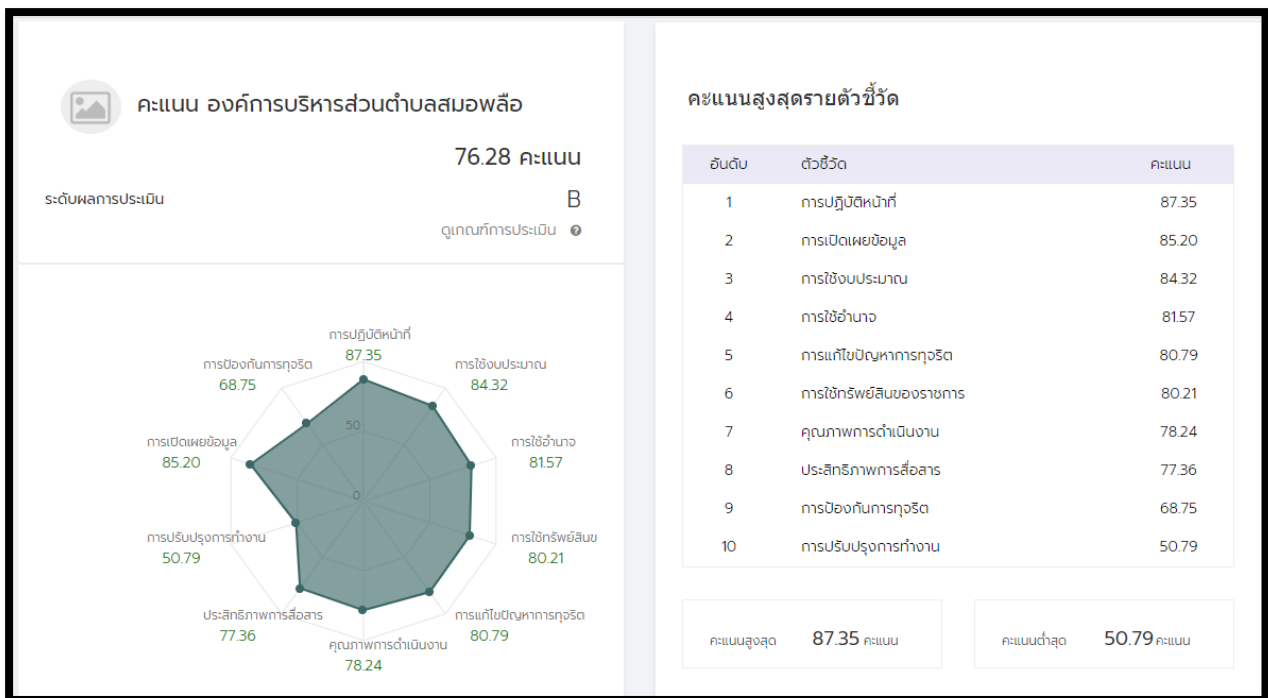 คะแนน องค์การบริหารส่วนตำบลสมอพลือ
76.28 คะแนน
ระดับผลการประเมิน B
ดูเกณฑ์การประเมิน
การปฏิบัติหน้าที่
87.35
การป้องกันการทุจริต
68.75
การใช้งบประมาณ
84.32
50
การเปิดเผยข้อมูล
85.20
การใช้อำนาจ
81.57
0
การปรับปรุงการทำงาน
50.79
การใช้ทรัพย์สินข
80.21
ประสิทธิภาพการสื่อสาร
77.36
การแก้ไขปัญหาการทุจริต
80.79
คุณภาพการดำเนินงาน
78.24
คะแนนสูงสุดรายตัวชี้วัด
อันดับ ตัวชี้วัด คะแนน
1 การปฏิบัติหน้าที่ 87.35
2 การเปิดเผยข้อมูล 85.20
3 การใช้งบประมาณ 84.32
4 การใช้อำนาจ 81.57
5 การแก้ไขปัญหาการทุจริต 80.79
6 การใช้ทรัพย์สินของราชการ 80.21
7 คุณภาพการดำเนินงาน 78.24
8 ประสิทธิภาพการสื่อสาร 77.36
9 การป้องกันการทุจริต 68.75
10 การปรับปรุงการทำงาน 50.79
คะแนนสูงสุด 87.35 คะแนน
คะแนนต่ำสุด 50.79 คะแนน